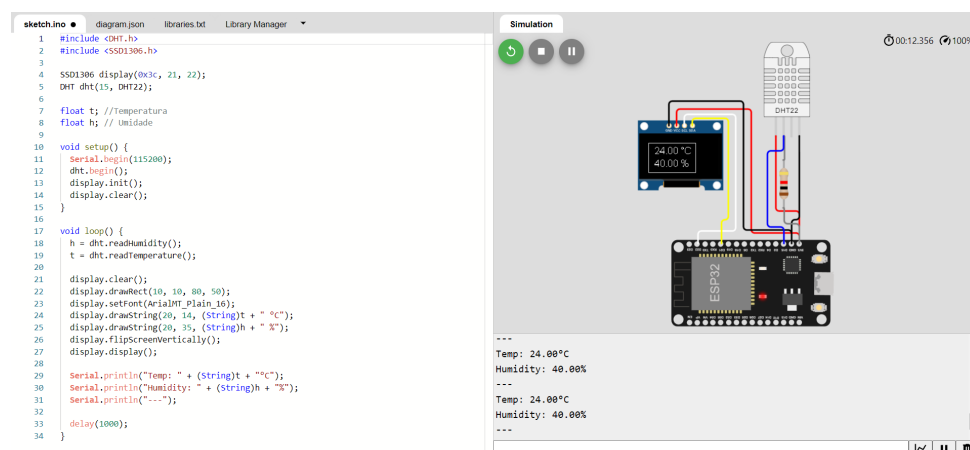 sketch.ino ● diagram.json libraries.txt Library Manager ▼
1 #include <DHT.h>
2 #include <SSD1306.h>
3
4 SSD1306 display(0x3c, 21, 22);
5 DHT dht(15, DHT22);
6
7 float t; //Temperatura
8 float h; // Umidade
9
10 void setup() {
11 Serial.begin(115200);
12 dht.begin();
13 display.init();
14 display.clear();
15 }
16
17 void loop() {
18 h = dht.readHumidity();
19 t = dht.readTemperature();
20
21 display.clear();
22 display.drawRect(10, 10, 80, 50);
23 display.setFont(ArialMT_Plain_16);
24 display.drawString(20, 14, (String)t + " ºC");
25 display.drawString(20, 35, (String)h + " %");
26 display.flipScreenVertically();
27 display.display();
28
29 Serial.println("Temp: " + (String)t + "ºC");
30 Serial.println("Humidity: " + (String)h + "%");
31 Serial.println("---");
32
33 delay(1000);
34 }
Simulation
00:12.356 100%
DHT22
24.00 ºC
40.00 %
ESP32
---
Temp: 24.00ºC
Humidity: 40.00%
---
Temp: 24.00ºC
Humidity: 40.00%
---